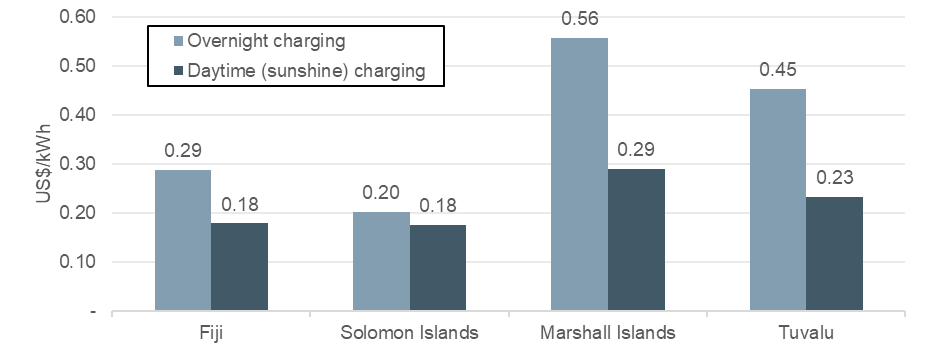 0.60
0.50
0.40
0.30
0.20
0.10
-
US$/kWh
Overnight charging
Daytime (sunshine) charging
0.29
0.18
0.20
0.18
0.56
0.29
0.45
0.23
Fiji
Solomon Islands
Marshall Islands
Tuvalu